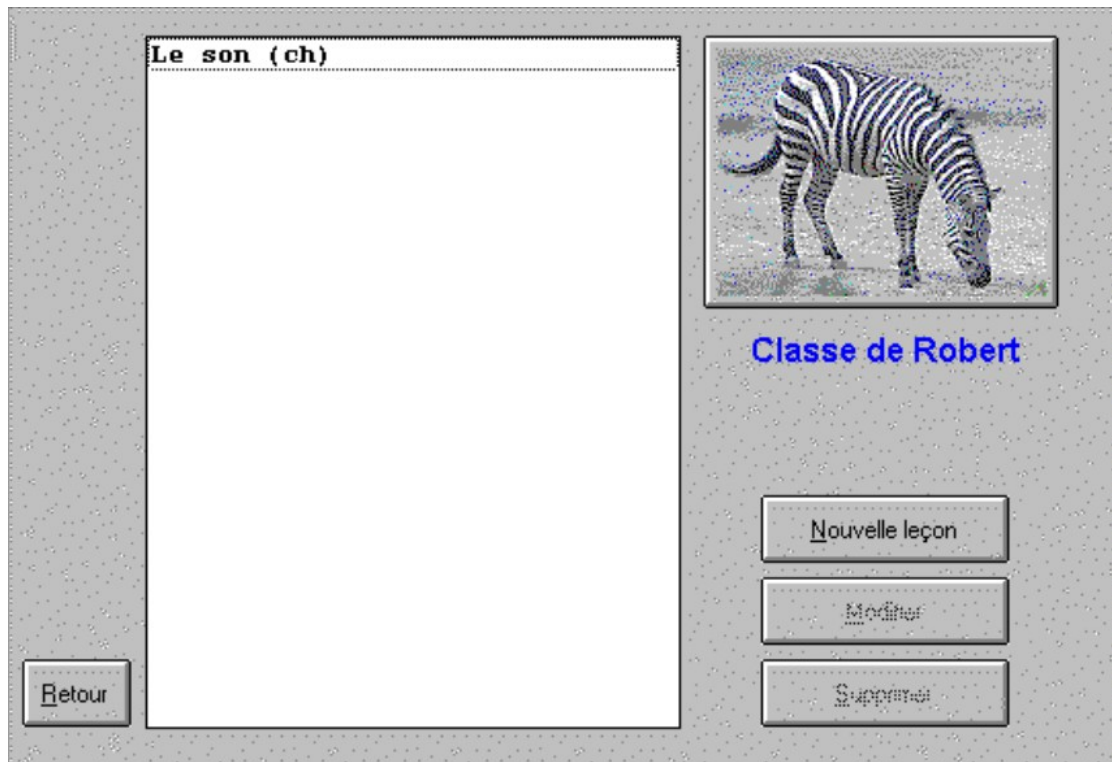 Le son (ch)
Classe de Robert
Nouvelle leçon
Modifier
Supprimer
Retour